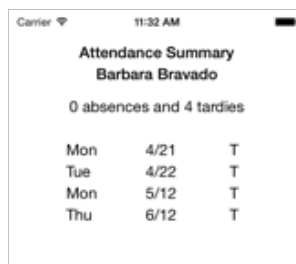 Carrier 11:32 AM
Attendance Summary
Barbara Bravado
0 absences and 4 tardies
Mon 4/21 T
Tue 4/22 T
Mon 5/12 T
Thu 6/12 T